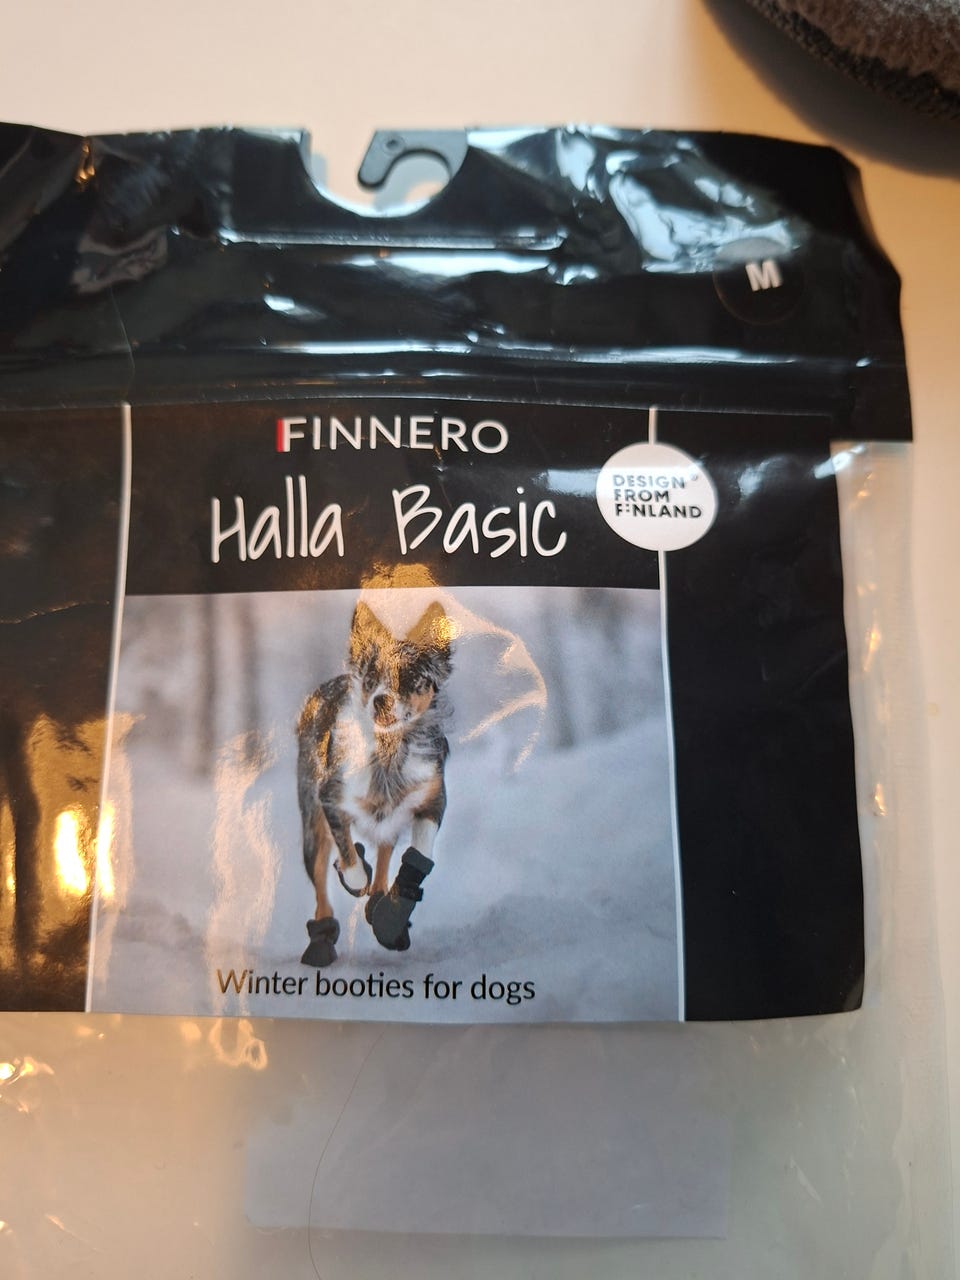 M
FINNERO
Halla Basic
DESIGN
FROM
FINLAND
Winter booties for dogs